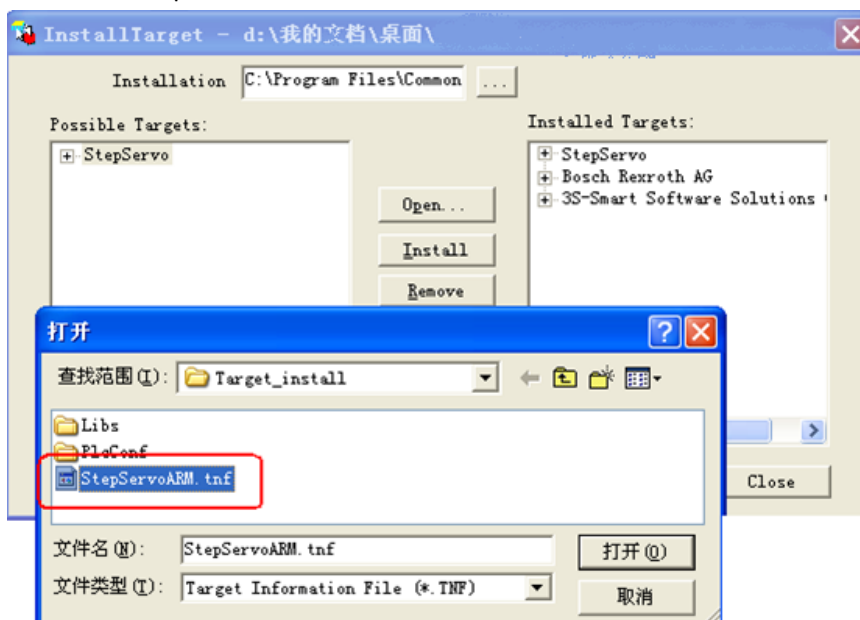 InstallTarget - d:\我的文档\桌面\
Installation C:\Program Files\Common ...
Possible Targets:
Installed Targets:
StepServo
StepServo
Bosch Rexroth AG
3S-Smart Software Solutions
Open...
Install
Remove
打开
查找范围(I): Target_install
Libs
PlcConf
StepServoARM.tnf
Close
文件名(N): StepServoARM.tnf
打开(O)
文件类型(T): Target Information File (*.TNF)
取消